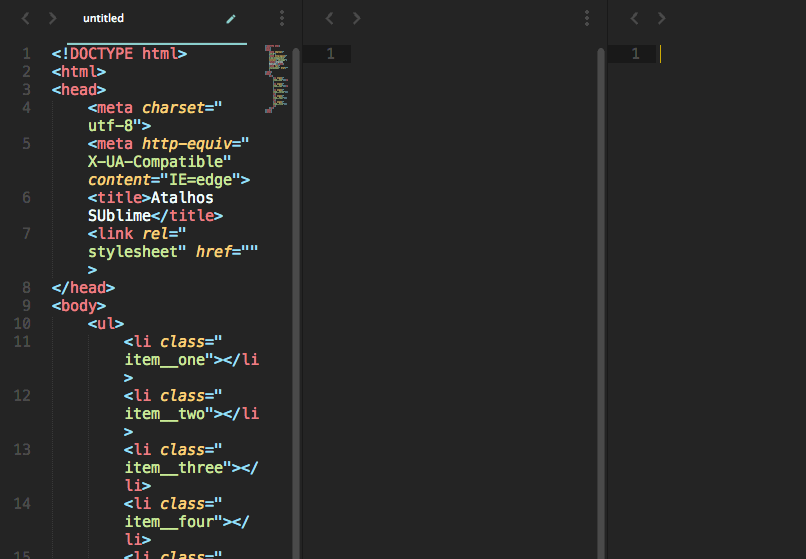 untitled
1 <!DOCTYPE html>
2 <html>
3 <head>
4 <meta charset="
utf-8">
5 <meta http-equiv="
X-UA-Compatible"
content="IE=edge">
6 <title>Atalhos
SUblime</title>
7 <link rel="
stylesheet" href=""
>
8 </head>
9 <body>
10 <ul>
11 <li class="
item__one"></li
>
12 <li class="
item__two"></li
>
13 <li class="
item__three"></
li>
14 <li class="
item__four"></
li>
15 <li class="
1
1